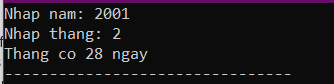 Nhap nam: 2001
Nhap thang: 2
Thang co 28 ngay
--------------------------------